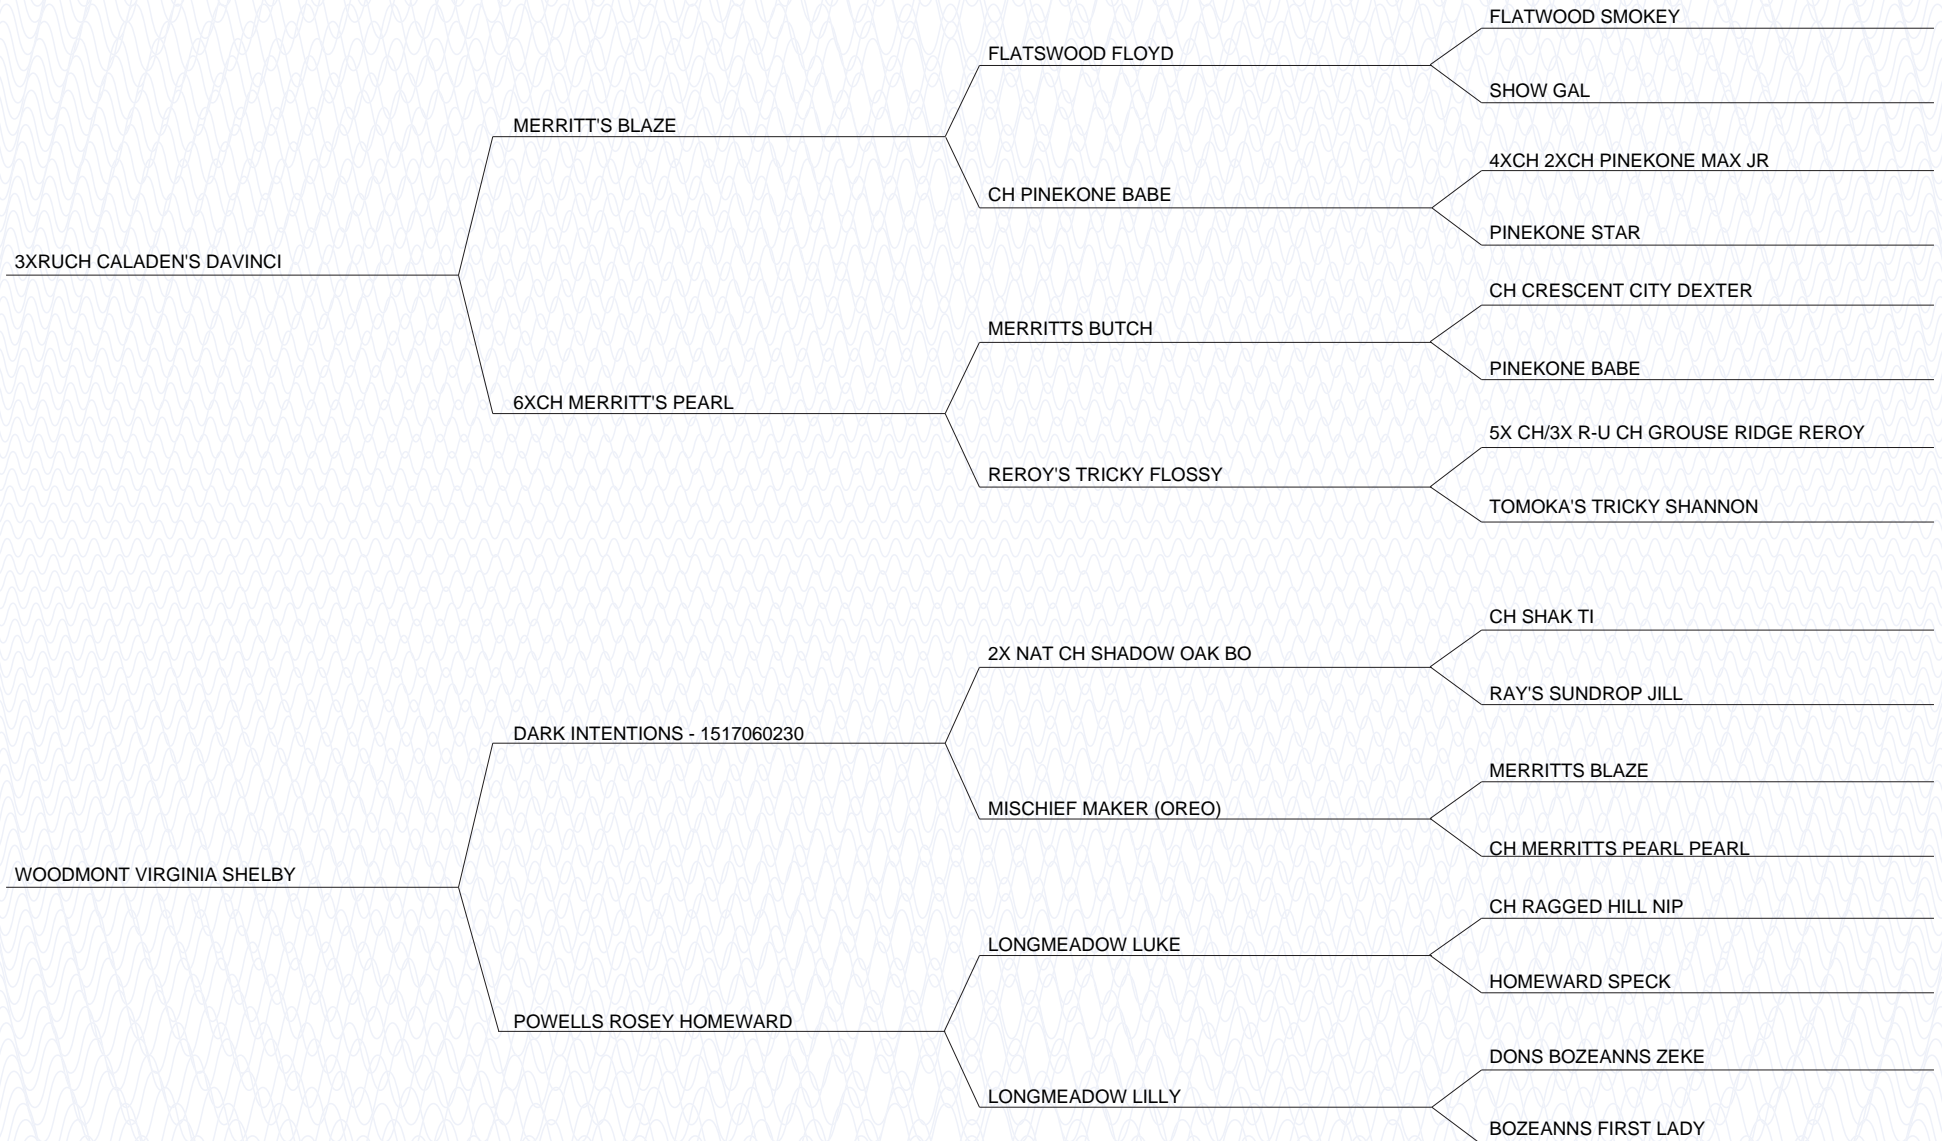 FLATWOOD SMOKEY
FLATSWOOD FLOYD
SHOW GAL
MERRITT'S BLAZE
4XCH 2XCH PINEKONE MAX JR
CH PINEKONE BABE
PINEKONE STAR
3XRUCH CALADEN'S DAVINCI
CH CRESCENT CITY DEXTER
MERRITTS BUTCH
PINEKONE BABE
6XCH MERRITT'S PEARL
5X CH/3X R-U CH GROUSE RIDGE REROY
REROY'S TRICKY FLOSSY
TOMOKA'S TRICKY SHANNON
CH SHAK TI
2X NAT CH SHADOW OAK BO
RAY'S SUNDROP JILL
DARK INTENTIONS - 1517060230
MERRITTS BLAZE
MISCHIEF MAKER (OREO)
CH MERRITTS PEARL PEARL
WOODMONT VIRGINIA SHELBY
CH RAGGED HILL NIP
LONGMEADOW LUKE
HOMEWARD SPECK
POWELLS ROSEY HOMEWARD
DONS BOZEANNS ZEKE
LONGMEADOW LILLY
BOZEANNS FIRST LADY